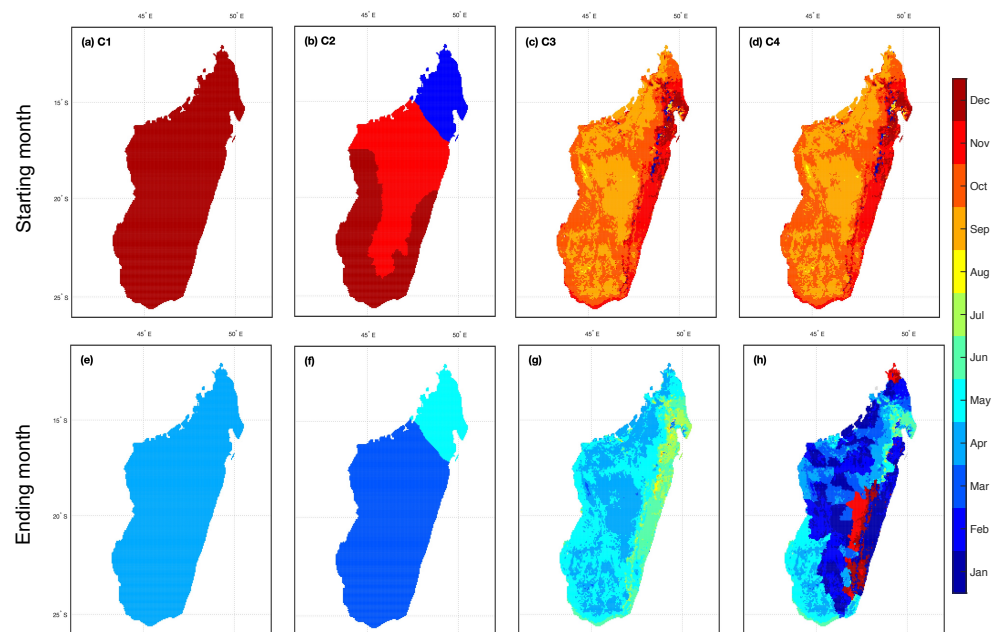 45° E 50° E 45° E 50° E 45° E 50° E 45° E 50° E
(a) C1 (b) C2 (c) C3 (d) C4
Starting month
15° S
20° S
25° S
45° E 50° E 45° E 50° E 45° E 50° E 45° E 50° E
(e) (f) (g) (h)
Ending month
15° S
20° S
25° S
Dec
Nov
Oct
Sep
Aug
Jul
Jun
May
Apr
Mar
Feb
Jan